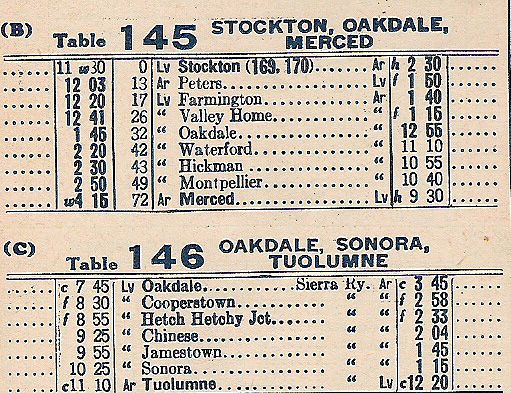 (B) Table 145 STOCKTON, OAKDALE,
MERCED
11 w30 0 Lv Stockton (169, 170) Ar h 2 30
12 03 13 Ar Peters Lv f 1 50
12 20 17 Lv Farmington Ar 1 40
12 41 26 " Valley Home " f 1 15
1 45 32 " Oakdale " 12 55
2 20 42 " Waterford " 11 10
2 30 43 " Hickman " 10 55
2 50 49 " Montpellier " 10 40
w4 15 72 Ar Merced Lv h 9 30
(C) Table 146 OAKDALE, SONORA,
TUOLUMNE
c 7 45 Lv Oakdale Sierra Ry. Ar c 3 45
f 8 30 " Cooperstown " " f 2 58
f 8 55 " Hetch Hetchy Jct. " " f 2 33
9 25 " Chinese " " 2 04
9 55 " Jamestown " " 1 45
10 25 " Sonora " " 1 15
c11 10 Ar Tuolumne " Lv c12 20